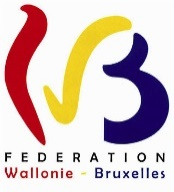 FEDERATION
Wallonie - Bruxelles